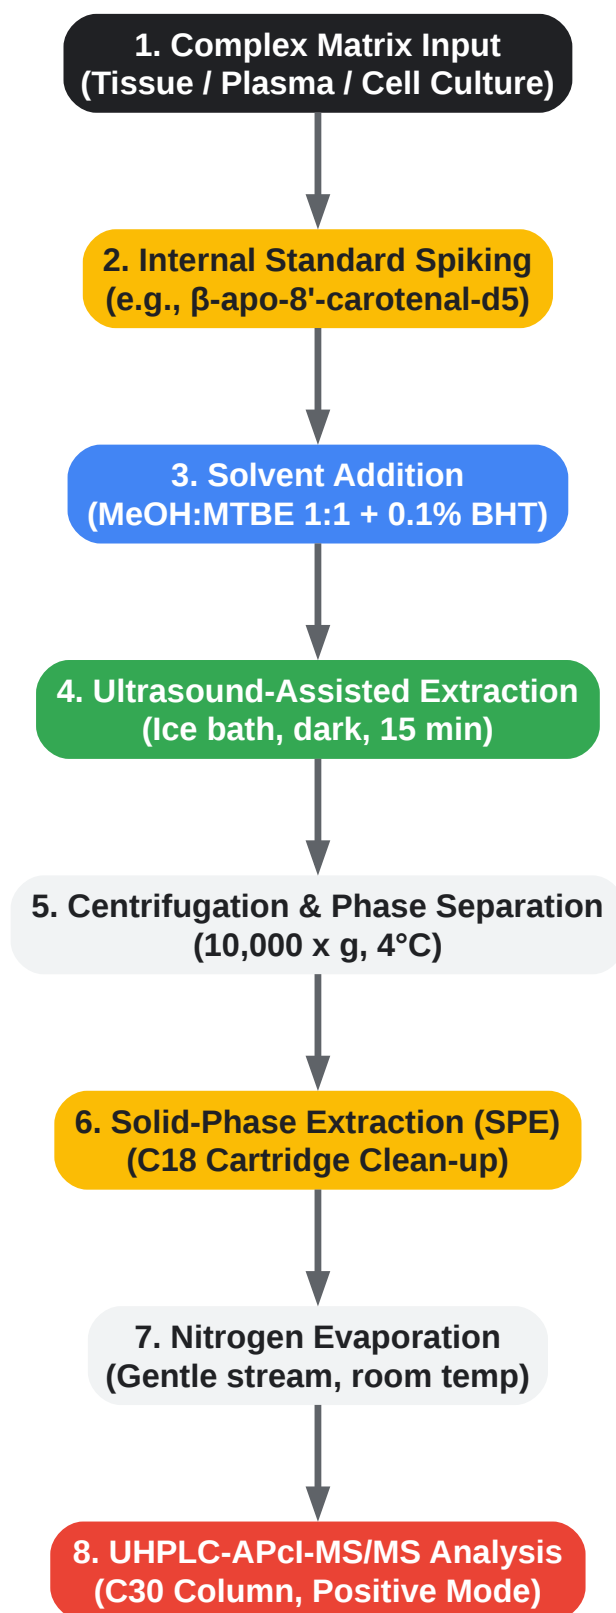 1. Complex Matrix Input
(Tissue / Plasma / Cell Culture)
2. Internal Standard Spiking
(e.g., β-apo-8'-carotenal-d5)
3. Solvent Addition
(MeOH:MTBE 1:1 + 0.1% BHT)
4. Ultrasound-Assisted Extraction
(Ice bath, dark, 15 min)
5. Centrifugation & Phase Separation
(10,000 x g, 4°C)
6. Solid-Phase Extraction (SPE)
(C18 Cartridge Clean-up)
7. Nitrogen Evaporation
(Gentle stream, room temp)
8. UHPLC-APcI-MS/MS Analysis
(C30 Column, Positive Mode)